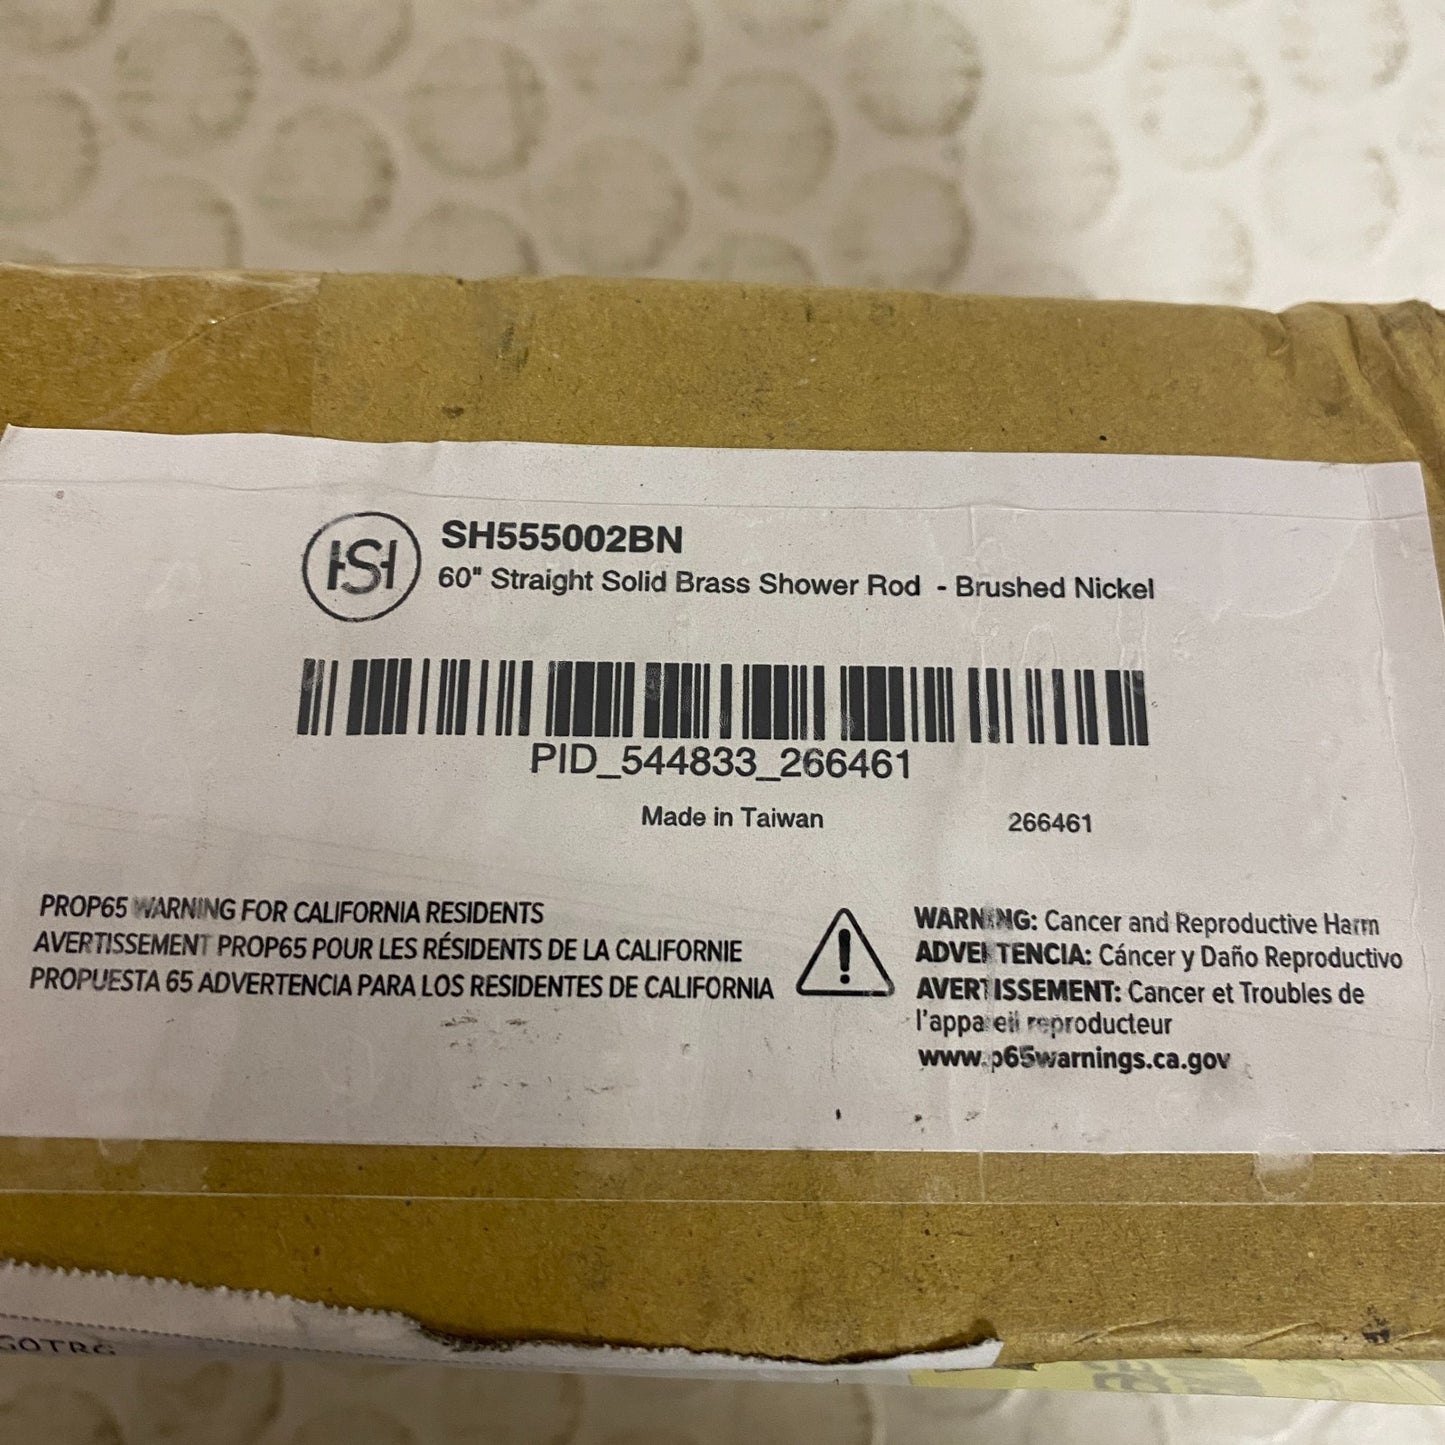 HSH
SH555002BN
60" Straight Solid Brass Shower Rod - Brushed Nickel
PID_544833_266461
Made in Taiwan
266461
PROP65 WARNING FOR CALIFORNIA RESIDENTS
AVERTISSEMENT PROP65 POUR LES RÉSIDENTS DE LA CALIFORNIE
PROPUESTA 65 ADVERTENCIA PARA LOS RESIDENTES DE CALIFORNIA
WARNING: Cancer and Reproductive Harm
ADVERTENCIA: Cáncer y Daño Reproductivo
AVERTISSEMENT: Cancer et Troubles de
l'appareil reproducteur
www.p65warnings.ca.gov